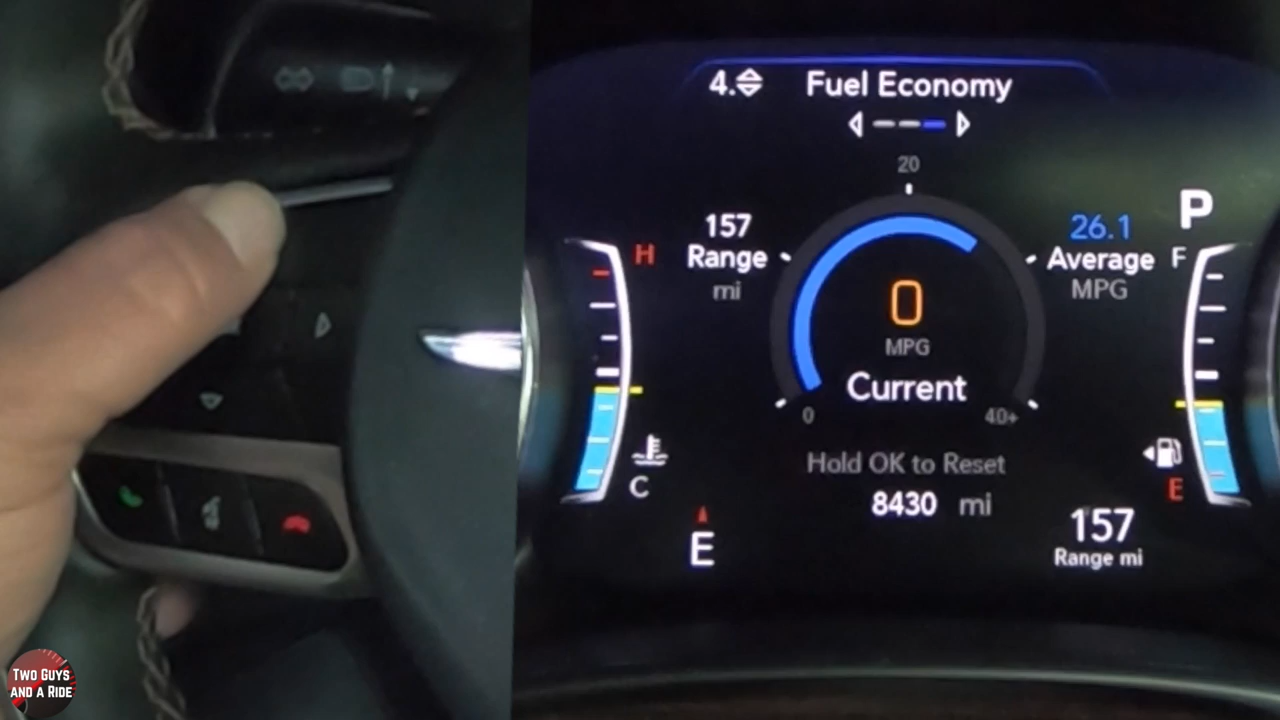 4. Fuel Economy
20
157
Range
mi
26.1
Average
MPG
P
H
F
0
MPG
Current
0
40+
Hold OK to Reset
8430 mi
C
E
E
157
Range mi
TWO GUYS
AND A RIDE